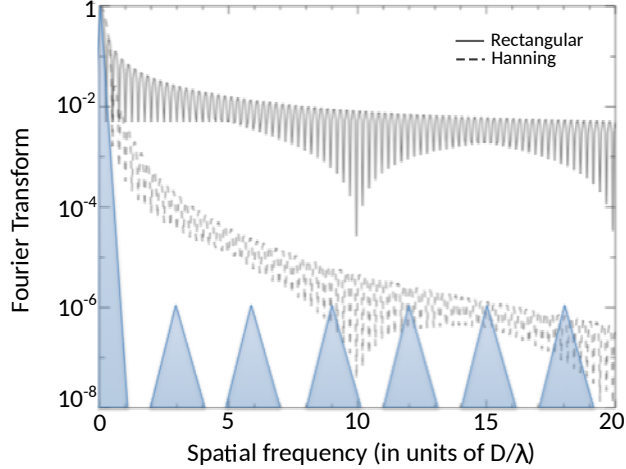 1
10-2
10-4
10-6
10-8
Fourier Transform
Rectangular
Hanning
0 5 10 15 20
Spatial frequency (in units of D/λ)